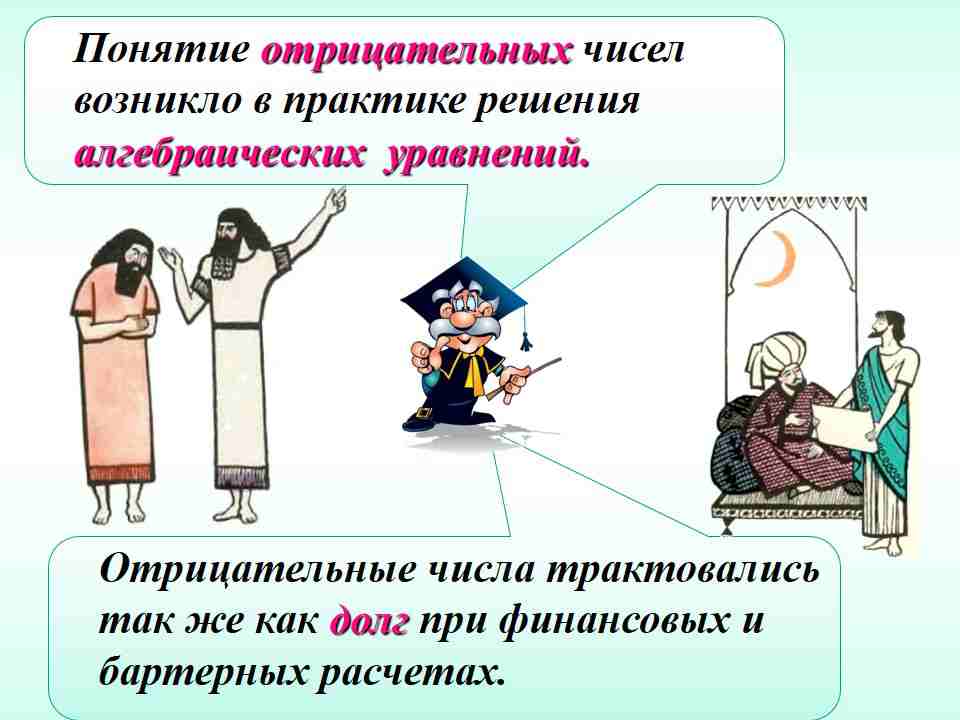 Понятие отрицательных чисел
возникло в практике решения
алгебраических уравнений.
Отрицательные числа трактовались
так же как долг при финансовых и
бартерных расчетах.